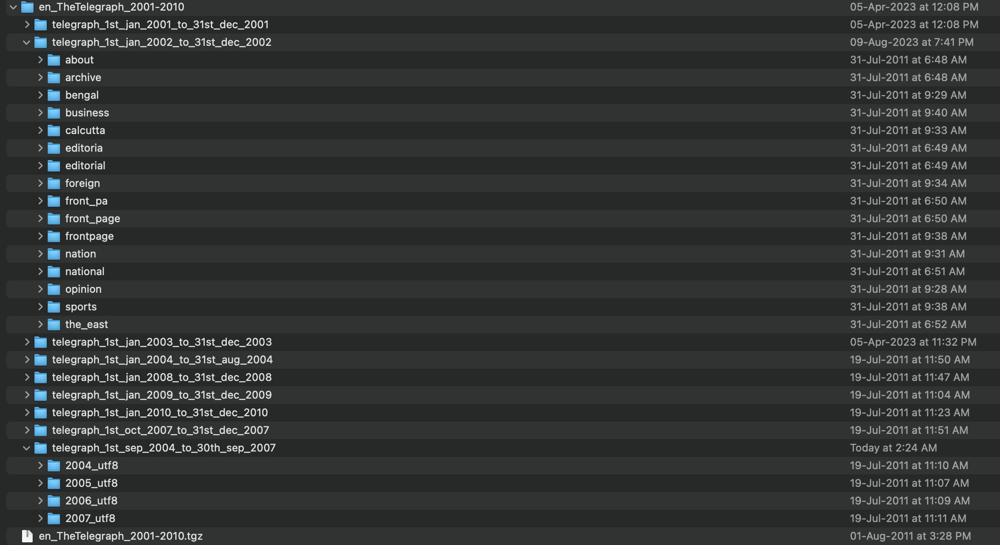 en_TheTelegraph_2001-2010 05-Apr-2023 at 12:08 PM
telegraph_1st_jan_2001_to_31st_dec_2001 05-Apr-2023 at 12:08 PM
telegraph_1st_jan_2002_to_31st_dec_2002 09-Aug-2023 at 7:41 PM
about 31-Jul-2011 at 6:48 AM
archive 31-Jul-2011 at 6:48 AM
bengal 31-Jul-2011 at 9:29 AM
business 31-Jul-2011 at 9:40 AM
calcutta 31-Jul-2011 at 9:33 AM
editoria 31-Jul-2011 at 6:49 AM
editorial 31-Jul-2011 at 6:49 AM
foreign 31-Jul-2011 at 9:34 AM
front_pa 31-Jul-2011 at 6:50 AM
front_page 31-Jul-2011 at 6:50 AM
frontpage 31-Jul-2011 at 9:38 AM
nation 31-Jul-2011 at 9:31 AM
national 31-Jul-2011 at 6:51 AM
opinion 31-Jul-2011 at 9:28 AM
sports 31-Jul-2011 at 9:38 AM
the_east 31-Jul-2011 at 6:52 AM
telegraph_1st_jan_2003_to_31st_dec_2003 05-Apr-2023 at 11:32 PM
telegraph_1st_jan_2004_to_31st_aug_2004 19-Jul-2011 at 11:50 AM
telegraph_1st_jan_2008_to_31st_dec_2008 19-Jul-2011 at 11:47 AM
telegraph_1st_jan_2009_to_31st_dec_2009 19-Jul-2011 at 11:04 AM
telegraph_1st_jan_2010_to_31st_dec_2010 19-Jul-2011 at 11:23 AM
telegraph_1st_oct_2007_to_31st_dec_2007 19-Jul-2011 at 11:51 AM
telegraph_1st_sep_2004_to_30th_sep_2007 Today at 2:24 AM
2004_utf8 19-Jul-2011 at 11:10 AM
2005_utf8 19-Jul-2011 at 11:07 AM
2006_utf8 19-Jul-2011 at 11:09 AM
2007_utf8 19-Jul-2011 at 11:11 AM
en_TheTelegraph_2001-2010.tgz 01-Aug-2011 at 3:28 PM